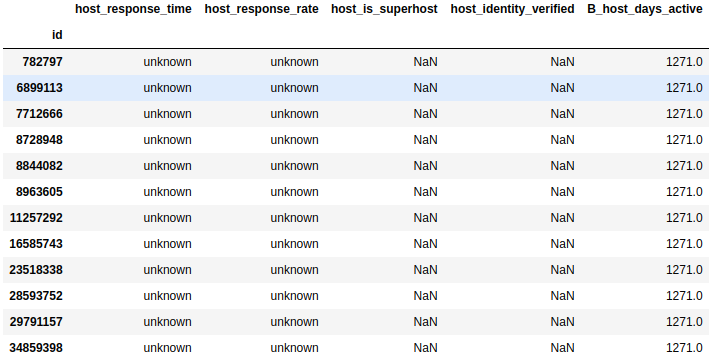 host_response_time host_response_rate host_is_superhost host_identity_verified B_host_days_active
id
782797 unknown unknown NaN NaN 1271.0
6899113 unknown unknown NaN NaN 1271.0
7712666 unknown unknown NaN NaN 1271.0
8728948 unknown unknown NaN NaN 1271.0
8844082 unknown unknown NaN NaN 1271.0
8963605 unknown unknown NaN NaN 1271.0
11257292 unknown unknown NaN NaN 1271.0
16585743 unknown unknown NaN NaN 1271.0
23518338 unknown unknown NaN NaN 1271.0
28593752 unknown unknown NaN NaN 1271.0
29791157 unknown unknown NaN NaN 1271.0
34859398 unknown unknown NaN NaN 1271.0